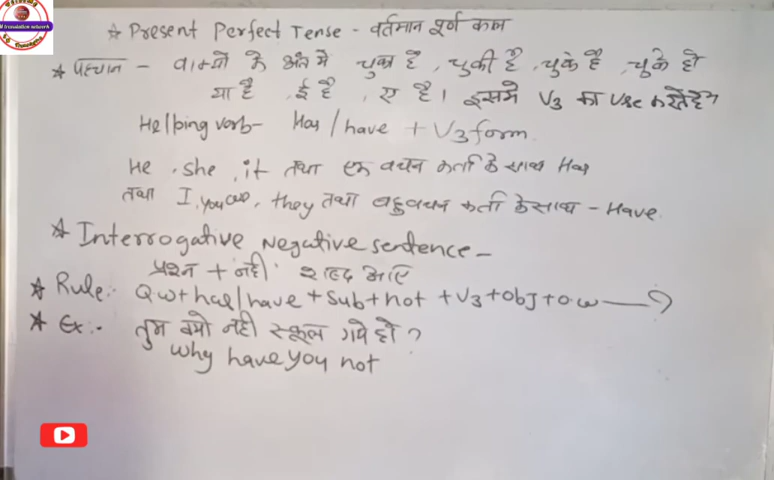 ☆ Present Perfect Tense - वर्तमान पूर्ण काल
☆ पहचान - वाक्यो के अंत मे चुका है, चुकी है, चुके है, चुके हो
या है, ई है, ए है। इसमे V3 का use करते है
Helbing verb- Has/have + V3 form
He, she, it तथा एक वचन कर्ता के साथ Has
तथा I, you, they तथा बहुवचन कर्ता के साथ - Have
☆ Interrogative Negative sentence -
प्रश्न + नही शब्द आए
☆ Rule:- Qw+has/have + Sub+not + V3+obj+o.w ?
☆ Ex:- तुम क्यो नही स्कूल गये हो?
Why have you not